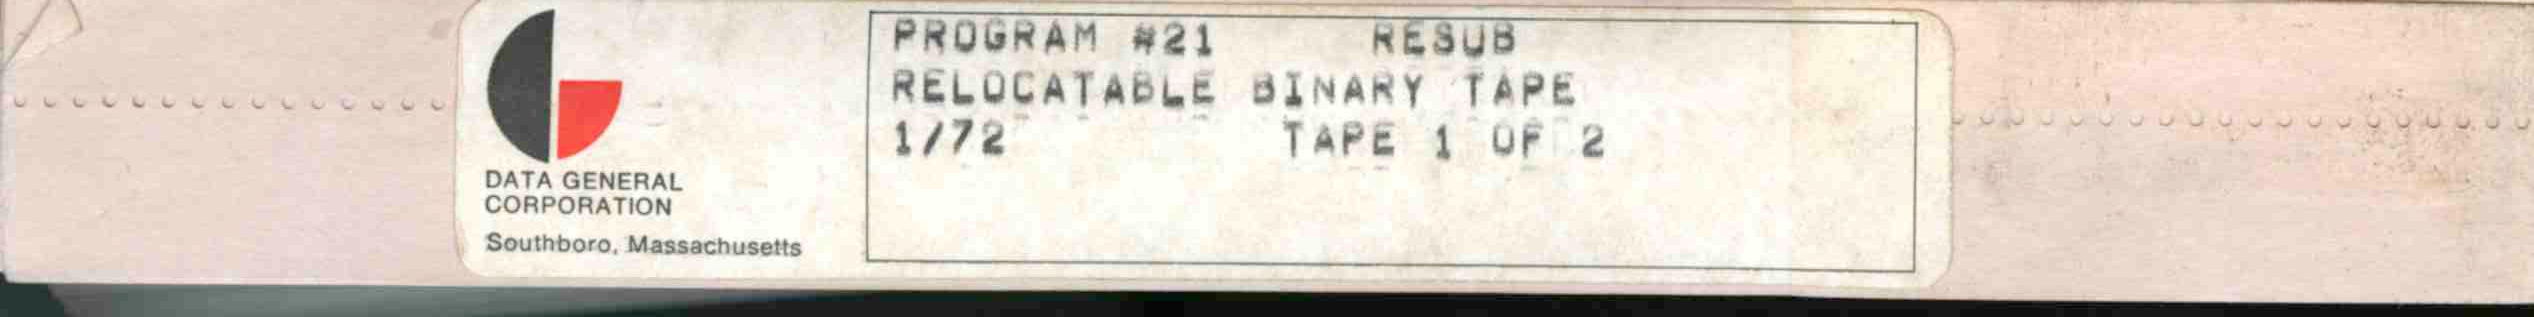 DATA GENERAL
CORPORATION
Southboro, Massachusetts
PROGRAM #21 RESUB
RELOCATABLE BINARY TAPE
1/72 TAPE 1 OF 2